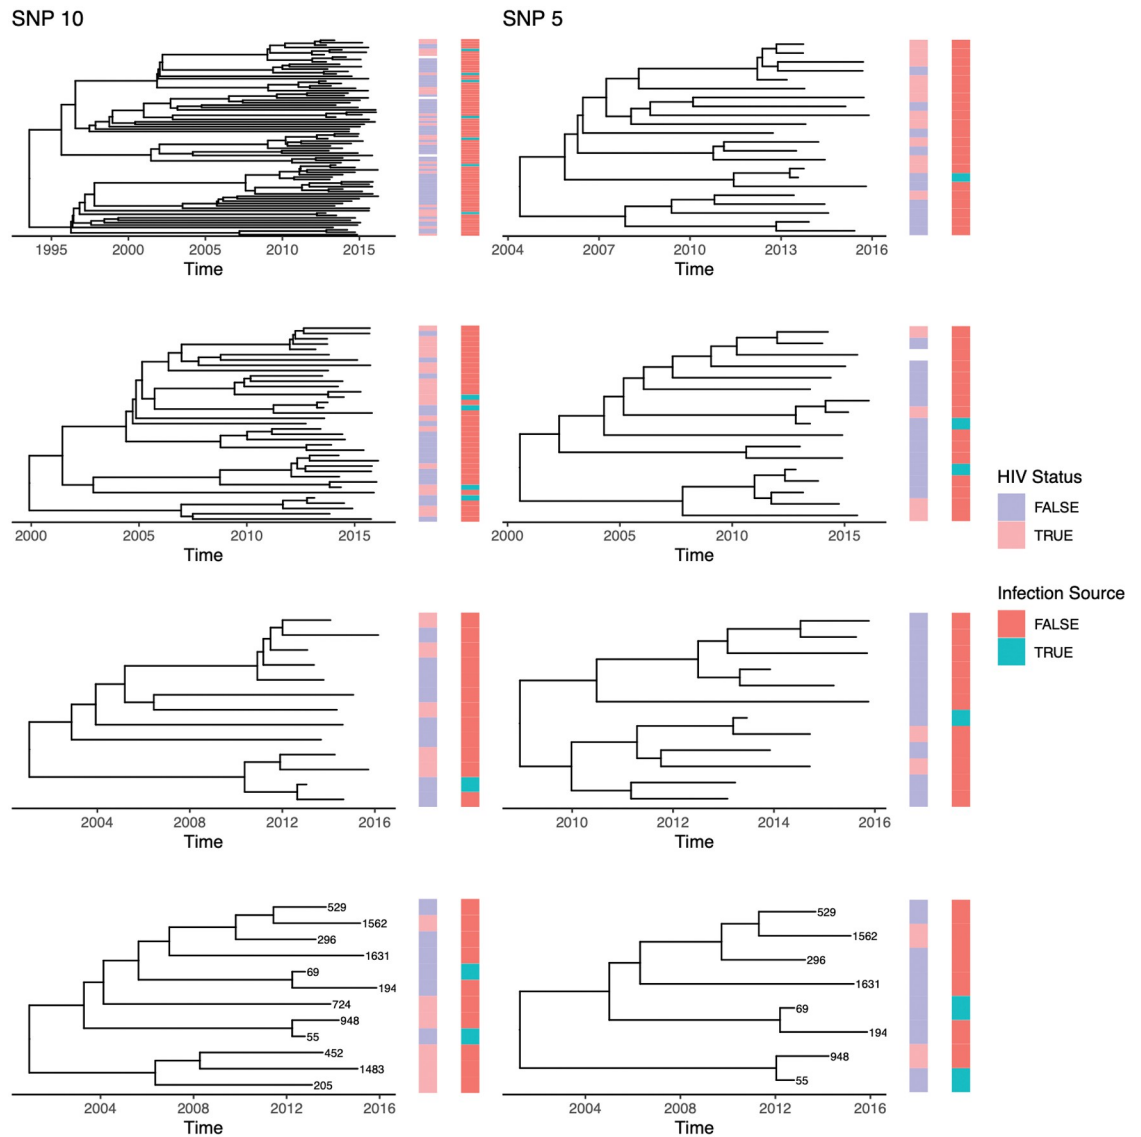 SNP 10
SNP 5
1995 2000 2005 2010 2015
Time
2004 2007 2010 2013 2016
Time
2000 2005 2010 2015
Time
2000 2005 2010 2015
Time
HIV Status
FALSE
TRUE
Infection Source
FALSE
TRUE
2004 2008 2012 2016
Time
2010 2012 2014 2016
Time
529
1562
296
1631
69
194
724
948
55
452
1483
205
2004 2008 2012 2016
Time
529
1562
296
1631
69
194
948
55
2004 2008 2012 2016
Time